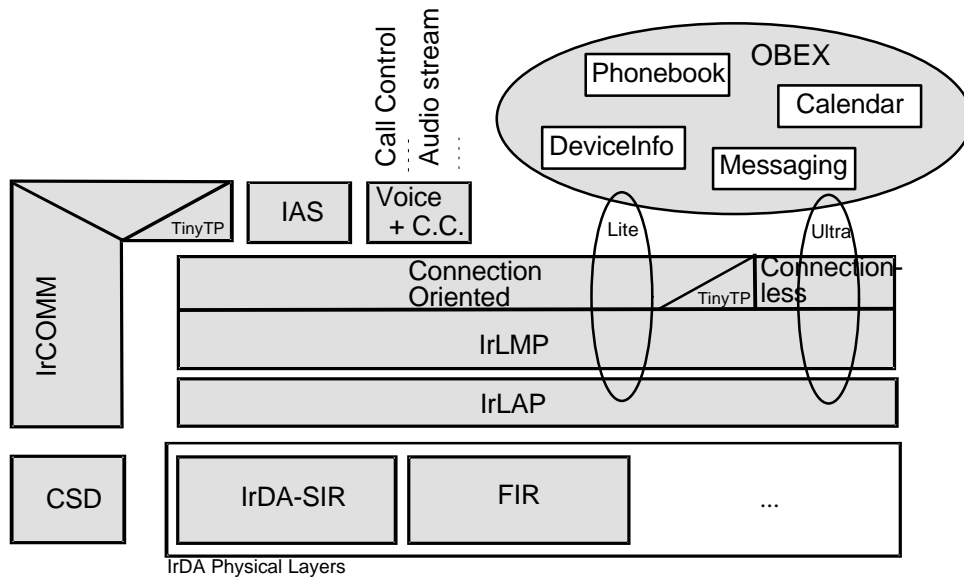 Call Control
Audio stream
OBEX
Phonebook
Calendar
DeviceInfo
Messaging
TinyTP
IAS
Voice
+ C.C.
Lite
Ultra
IrCOMM
Connection
Oriented
TinyTP
Connection-
less
IrLMP
IrLAP
CSD
IrDA-SIR
FIR
...
IrDA Physical Layers